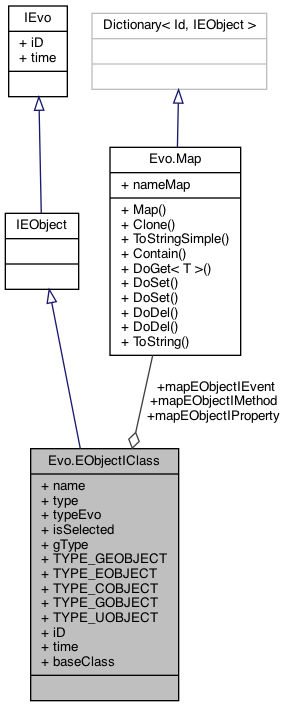 IEvo
+ iD
+ time
Dictionary< Id, IEObject >
Evo.Map
+ nameMap
+ Map()
+ Clone()
+ ToStringSimple()
+ Contain()
+ DoGet< T >()
+ DoSet()
+ DoSet()
+ DoDel()
+ DoDel()
+ ToString()
IEObject
+mapEObjectIEvent
+mapEObjectIMethod
+mapEObjectIProperty
Evo.EObjectIClass
+ name
+ type
+ typeEvo
+ isSelected
+ gType
+ TYPE_GEOBJECT
+ TYPE_EOBJECT
+ TYPE_COBJECT
+ TYPE_GOBJECT
+ TYPE_UOBJECT
+ iD
+ time
+ baseClass